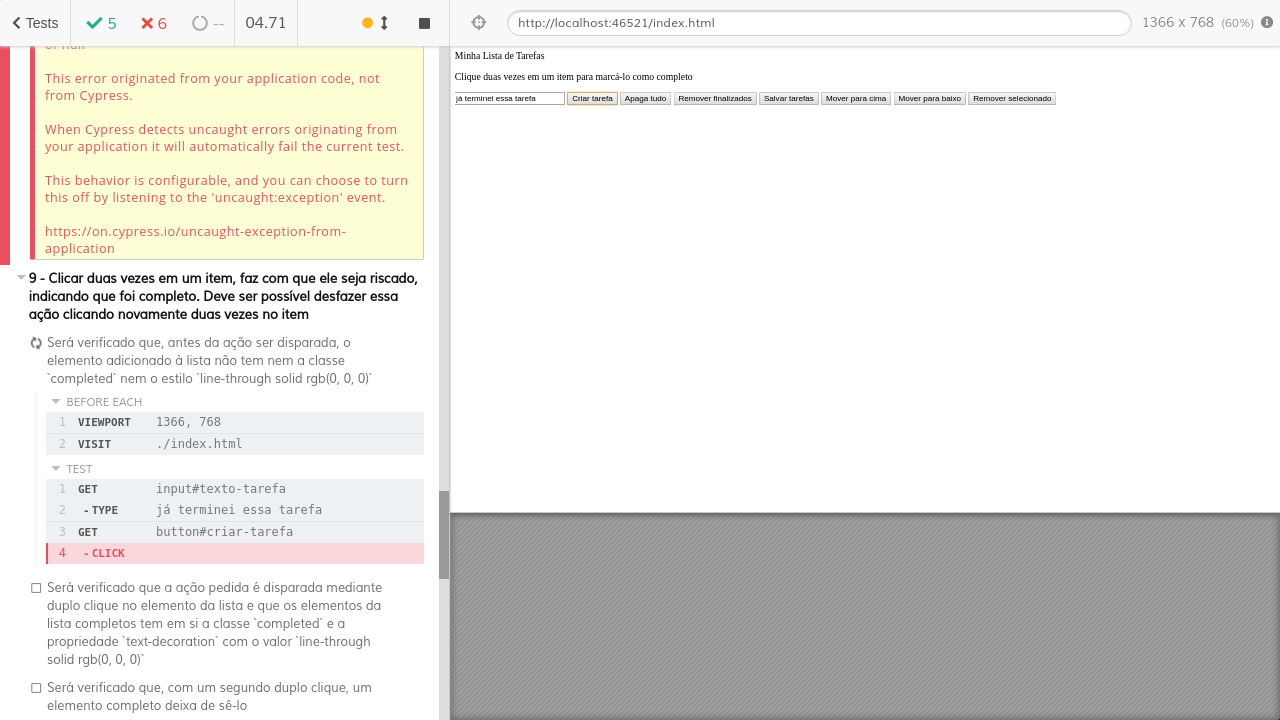 Tests
5
6
--
04.71
http://localhost:46521/index.html
1366 x 768 (60%)
This error originated from your application code, not
from Cypress.
When Cypress detects uncaught errors originating from
your application it will automatically fail the current test.
This behavior is configurable, and you can choose to turn
this off by listening to the 'uncaught:exception' event.
https://on.cypress.io/uncaught-exception-from-
application
9 - Clicar duas vezes em um item, faz com que ele seja riscado,
indicando que foi completo. Deve ser possível desfazer essa
ação clicando novamente duas vezes no item
Será verificado que, antes da ação ser disparada, o
elemento adicionado à lista não tem nem a classe
`completed` nem o estilo `line-through solid rgb(0, 0, 0)`
BEFORE EACH
1 VIEWPORT 1366, 768
2 VISIT ./index.html
TEST
1 GET input#texto-tarefa
2 -TYPE já terminei essa tarefa
3 GET button#criar-tarefa
4 -CLICK
Será verificado que a ação pedida é disparada mediante
duplo clique no elemento da lista e que os elementos da
lista completos tem em si a classe `completed` e a
propriedade `text-decoration` com o valor `line-through
solid rgb(0, 0, 0)`
Será verificado que, com um segundo duplo clique, um
elemento completo deixa de sê-lo
Minha Lista de Tarefas
Clique duas vezes em um item para marcá-lo como completo
já terminei essa tarefa Criar tarefa Apaga tudo Remover finalizados Salvar tarefas Mover para cima Mover para baixo Remover selecionado